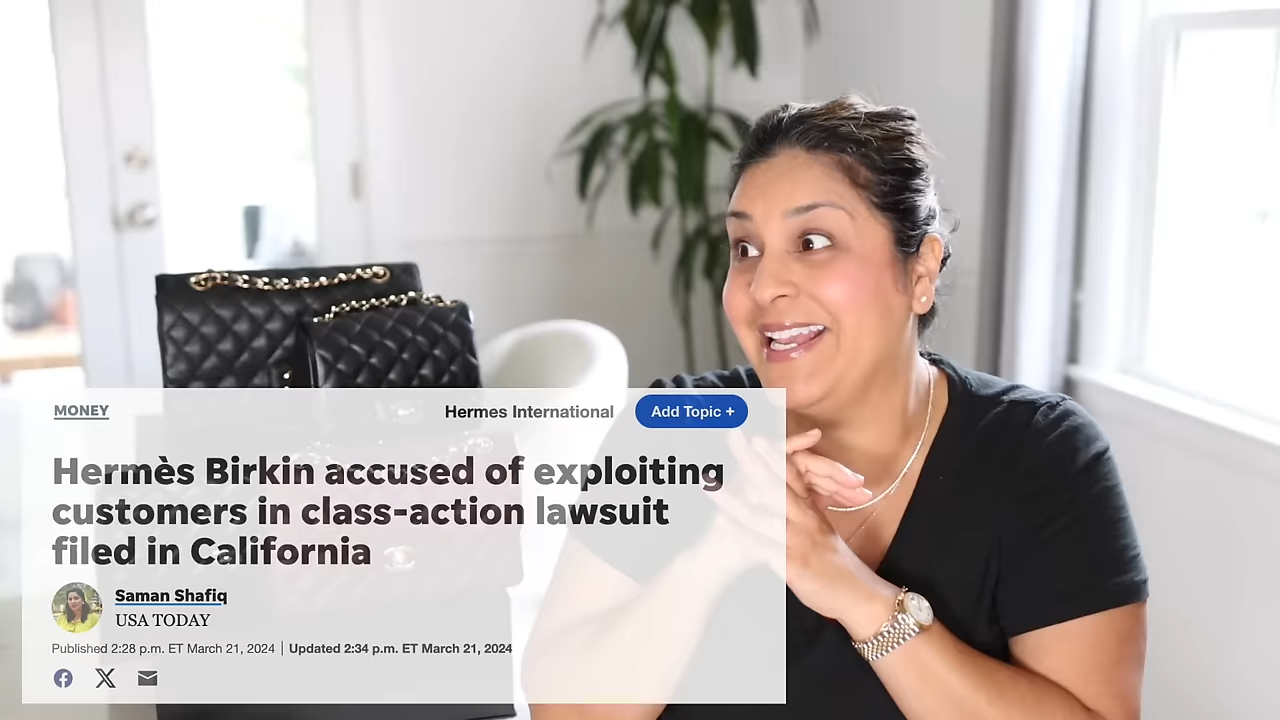 MONEY
Hermes International
Add Topic +
Hermès Birkin accused of exploiting
customers in class-action lawsuit
filed in California
Saman Shafiq
USA TODAY
Published 2:28 p.m. ET March 21, 2024 | Updated 2:34 p.m. ET March 21, 2024